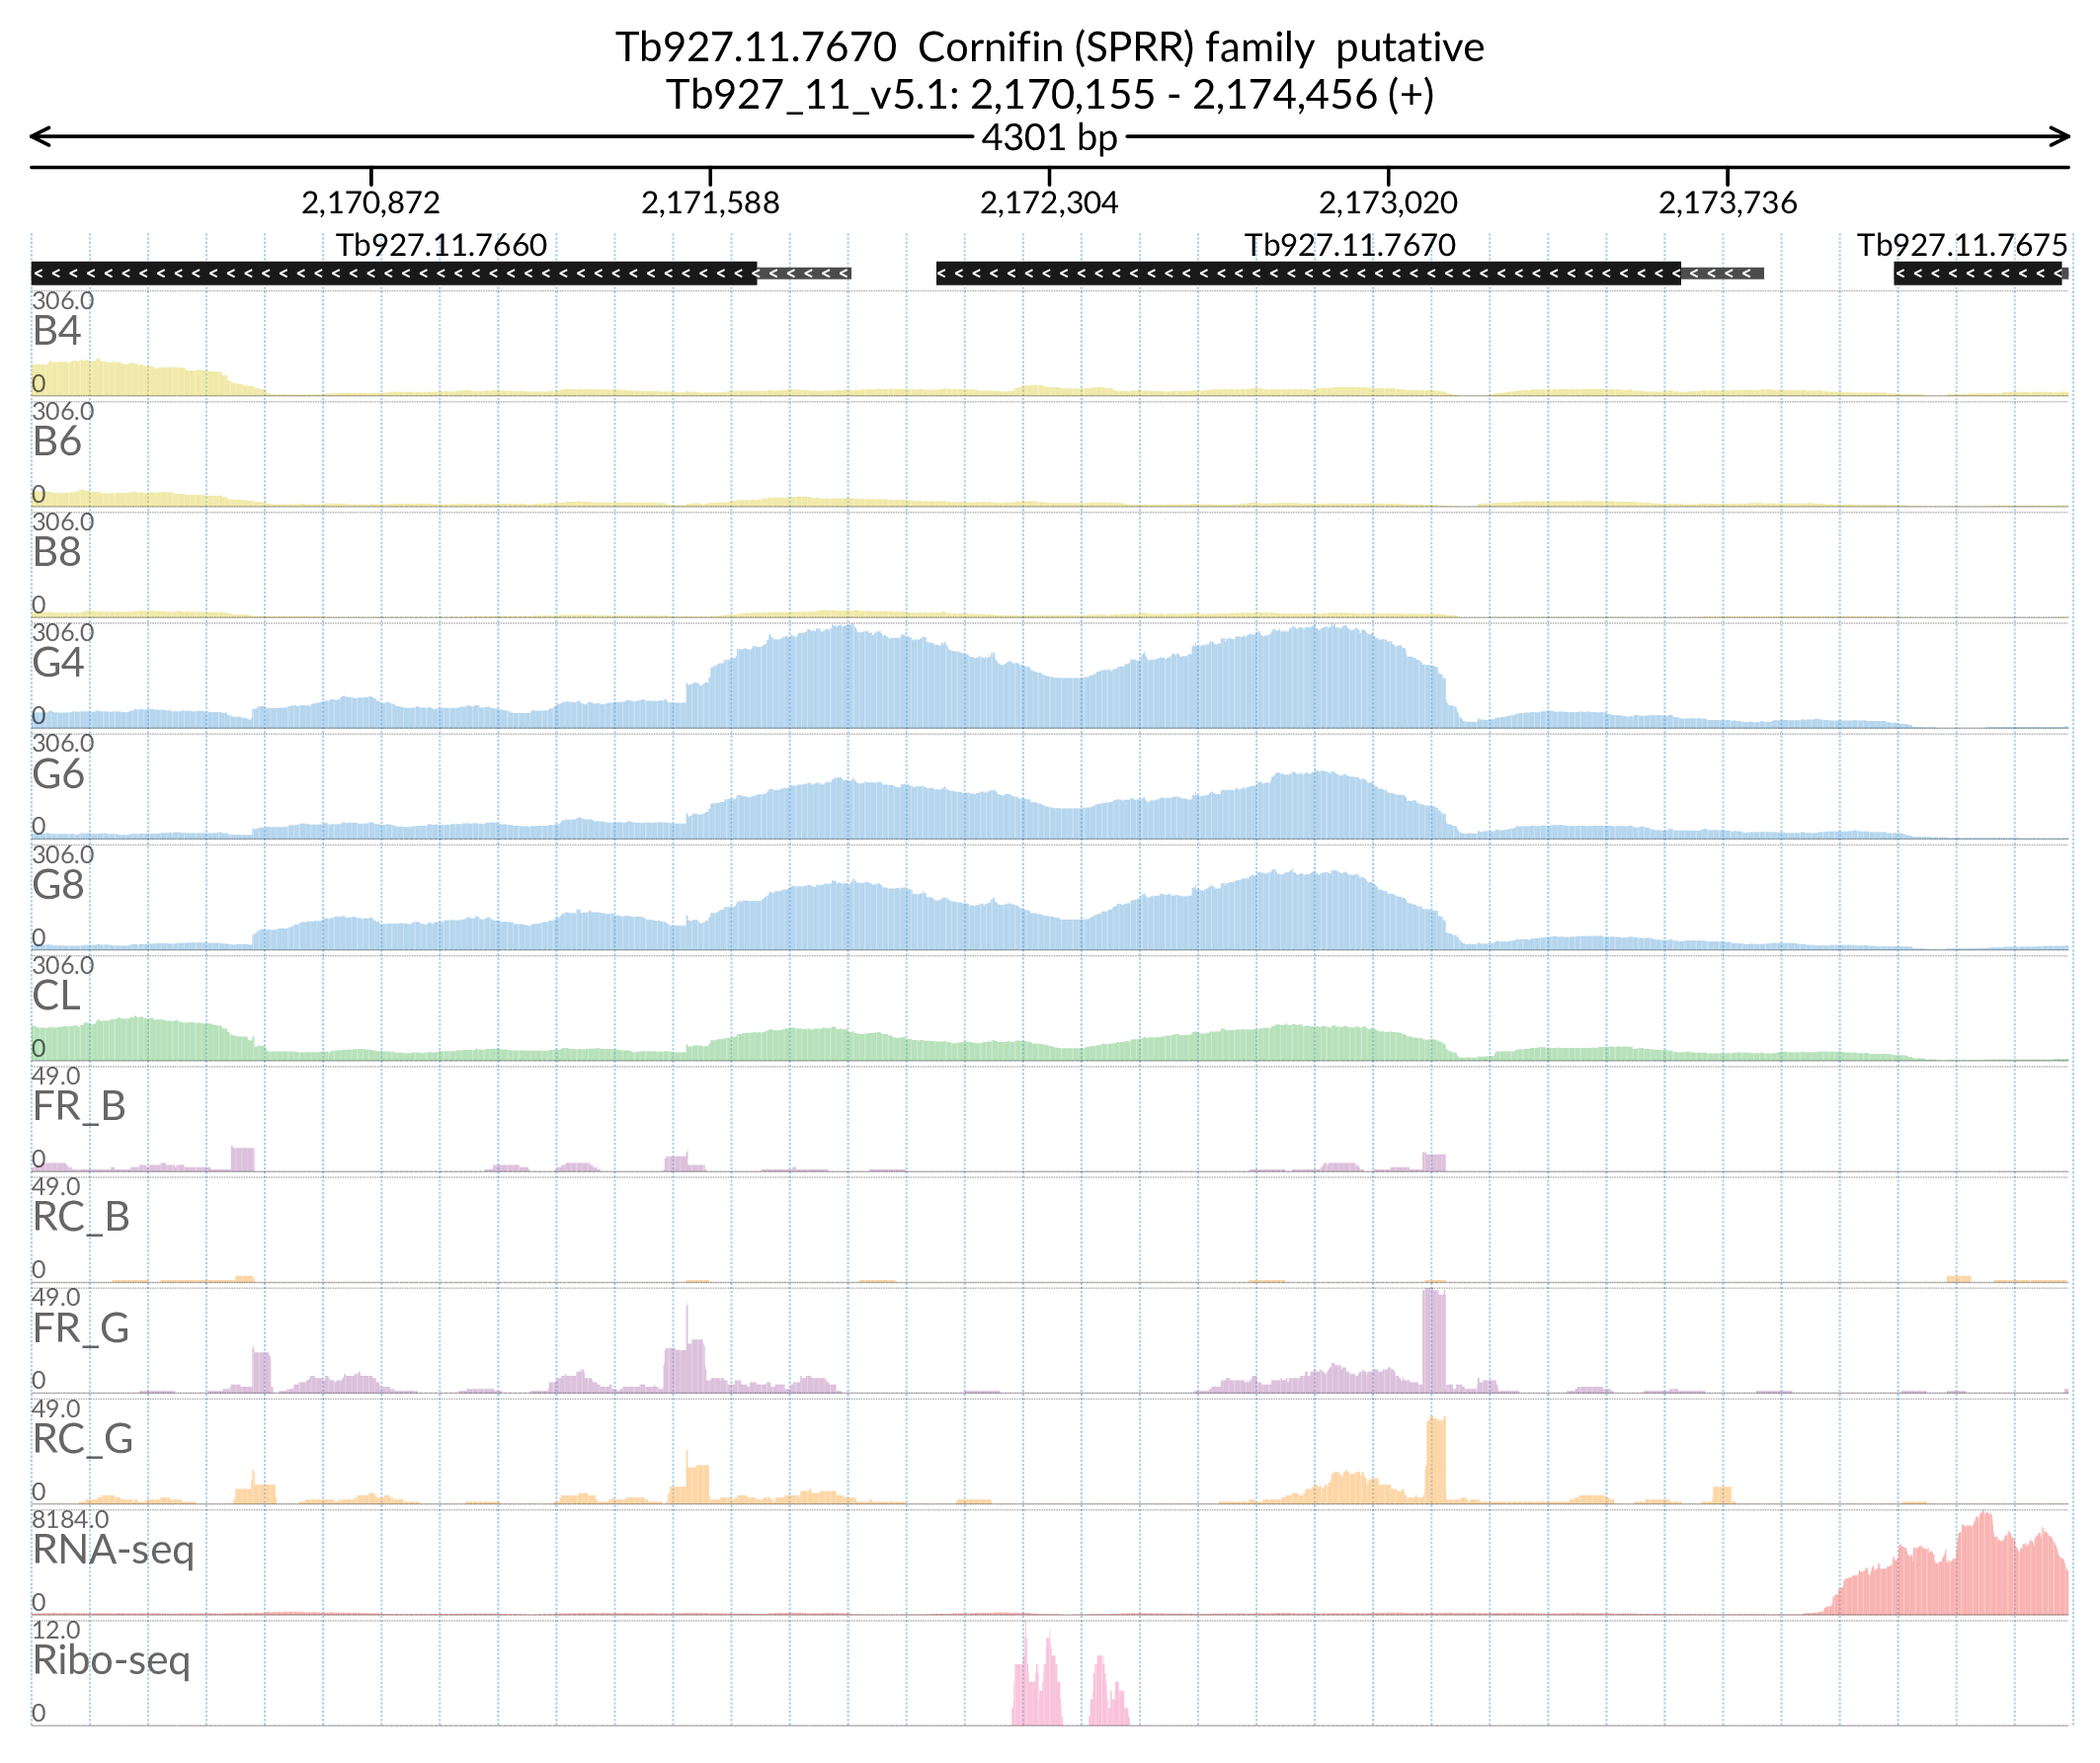 Tb927.11.7670 Cornifin (SPRR) family putative
Tb927_11_v5.1: 2,170,155 - 2,174,456 (+)
4301 bp
2,170,872 2,171,588 2,172,304 2,173,020 2,173,736
Tb927.11.7660 Tb927.11.7670 Tb927.11.7675
306.0
B4
0
306.0
B6
0
306.0
B8
0
306.0
G4
0
306.0
G6
0
306.0
G8
0
306.0
CL
0
49.0
FR_B
0
49.0
RC_B
0
49.0
FR_G
0
49.0
RC_G
0
8184.0
RNA-seq
0
12.0
Ribo-seq
0